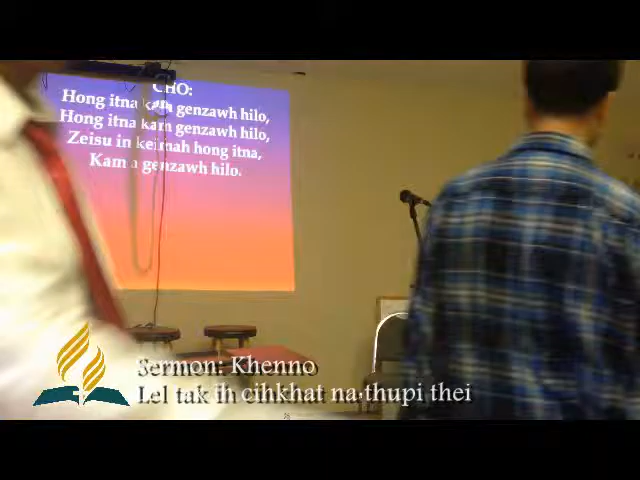 CHO:
Hong itna kam genzawh hilo,
Hong itna kam genzawh hilo,
Zeisu in keimah hong itna,
Kam a genzawh hilo.
Sermon: Khenno
Lel tak ih cihkhat na thupi thei